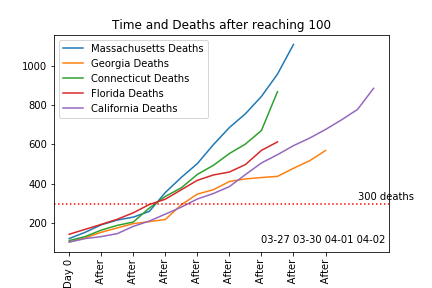 Time and Deaths after reaching 100
Massachusetts Deaths
Georgia Deaths
Connecticut Deaths
Florida Deaths
California Deaths
1000
800
600
400
200
300 deaths
03-27 03-30 04-01 04-02
Day 0
After
After
After
After
After
After
After
After